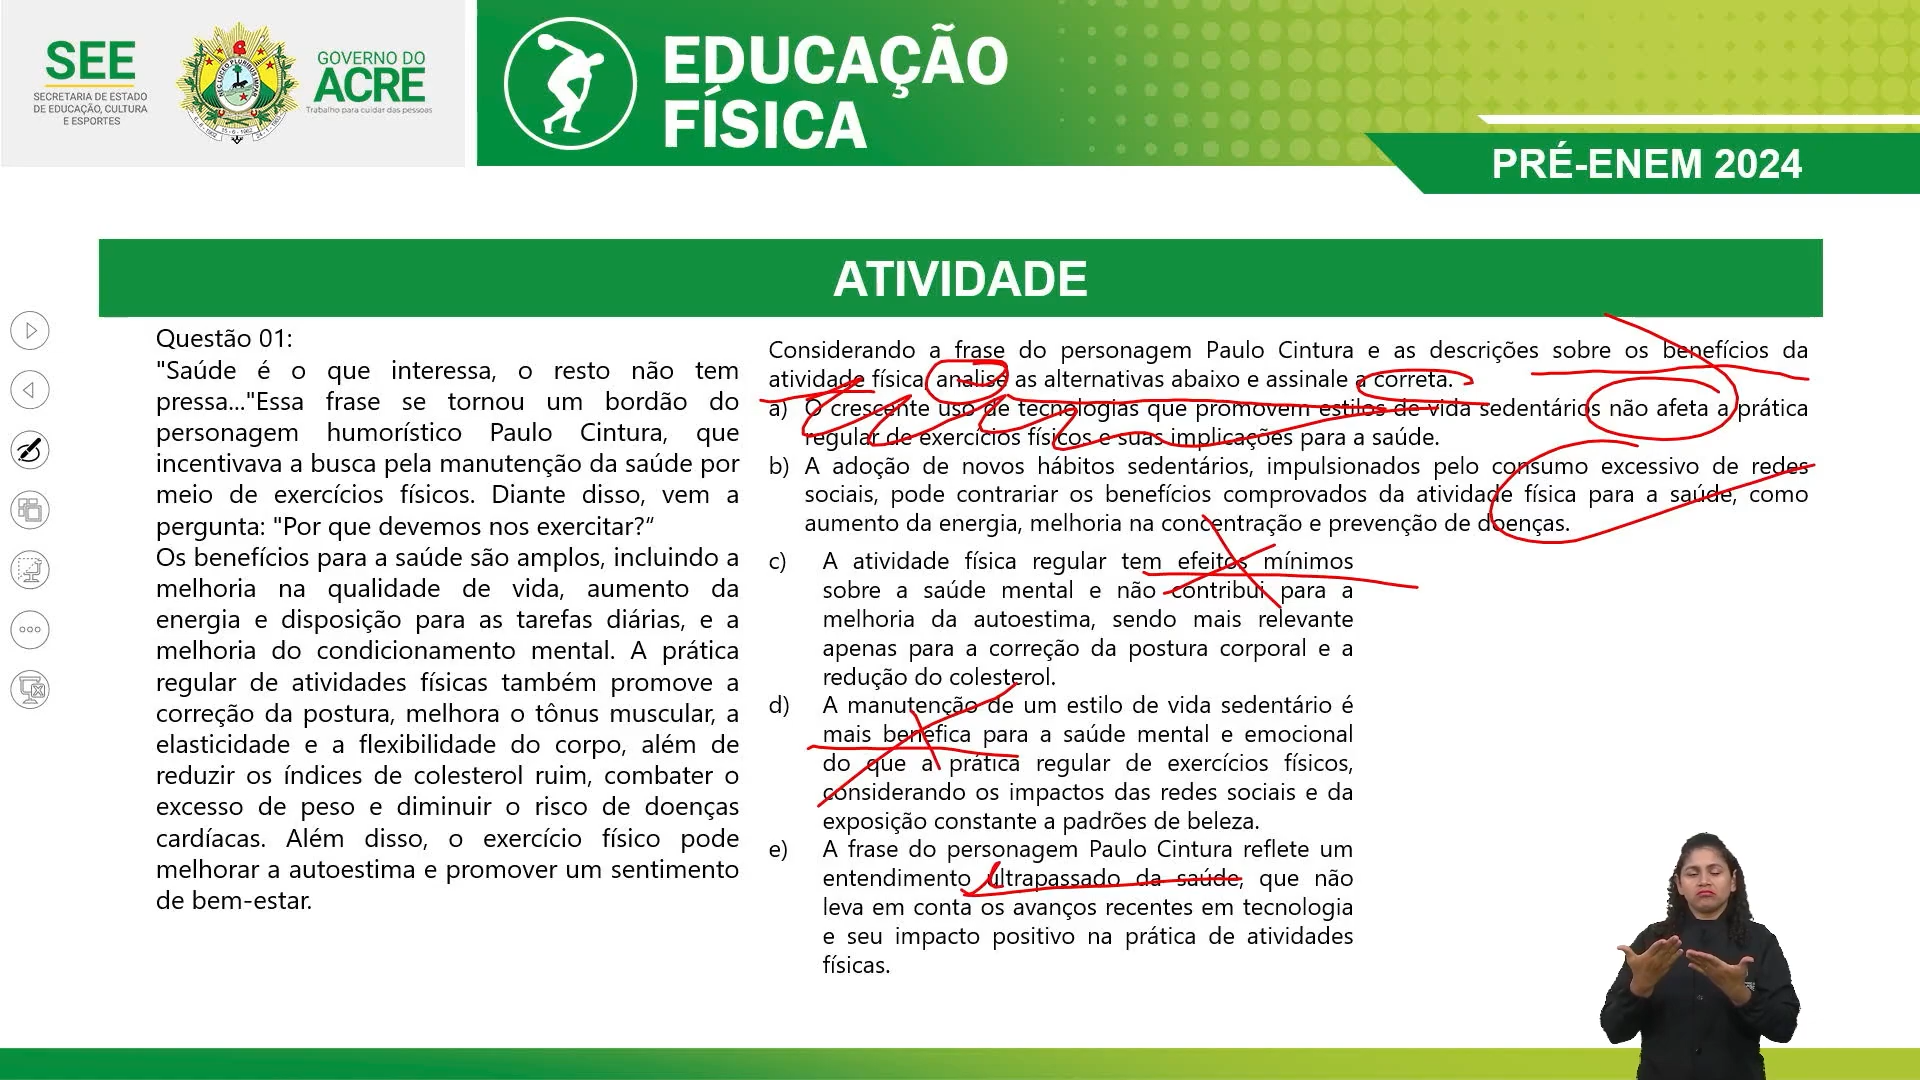 SEE
SECRETARIA DE ESTADO
DE EDUCAÇÃO, CULTURA
E ESPORTES
GOVERNO DO
ACRE
Trabalho para cuidar das pessoas
EDUCAÇÃO
FÍSICA
PRÉ-ENEM 2024
ATIVIDADE
Questão 01:
"Saúde é o que interessa, o resto não tem
pressa..."Essa frase se tornou um bordão do
personagem humorístico Paulo Cintura, que
incentivava a busca pela manutenção da saúde por
meio de exercícios físicos. Diante disso, vem a
pergunta: "Por que devemos nos exercitar?“
Os benefícios para a saúde são amplos, incluindo a
melhoria na qualidade de vida, aumento da
energia e disposição para as tarefas diárias, e a
melhoria do condicionamento mental. A prática
regular de atividades físicas também promove a
correção da postura, melhora o tônus muscular, a
elasticidade e a flexibilidade do corpo, além de
reduzir os índices de colesterol ruim, combater o
excesso de peso e diminuir o risco de doenças
cardíacas. Além disso, o exercício físico pode
melhorar a autoestima e promover um sentimento
de bem-estar.
Considerando a frase do personagem Paulo Cintura e as descrições sobre os benefícios da
atividade física, analise as alternativas abaixo e assinale a correta.
a) O crescente uso de tecnologias que promovem estilos de vida sedentários não afeta a prática
regular de exercícios físicos e suas implicações para a saúde.
b) A adoção de novos hábitos sedentários, impulsionados pelo consumo excessivo de redes
sociais, pode contrariar os benefícios comprovados da atividade física para a saúde, como
aumento da energia, melhoria na concentração e prevenção de doenças.
c) A atividade física regular tem efeitos mínimos
sobre a saúde mental e não contribui para a
melhoria da autoestima, sendo mais relevante
apenas para a correção da postura corporal e a
redução do colesterol.
d) A manutenção de um estilo de vida sedentário é
mais benéfica para a saúde mental e emocional
do que a prática regular de exercícios físicos,
considerando os impactos das redes sociais e da
exposição constante a padrões de beleza.
e) A frase do personagem Paulo Cintura reflete um
entendimento ultrapassado da saúde, que não
leva em conta os avanços recentes em tecnologia
e seu impacto positivo na prática de atividades
físicas.